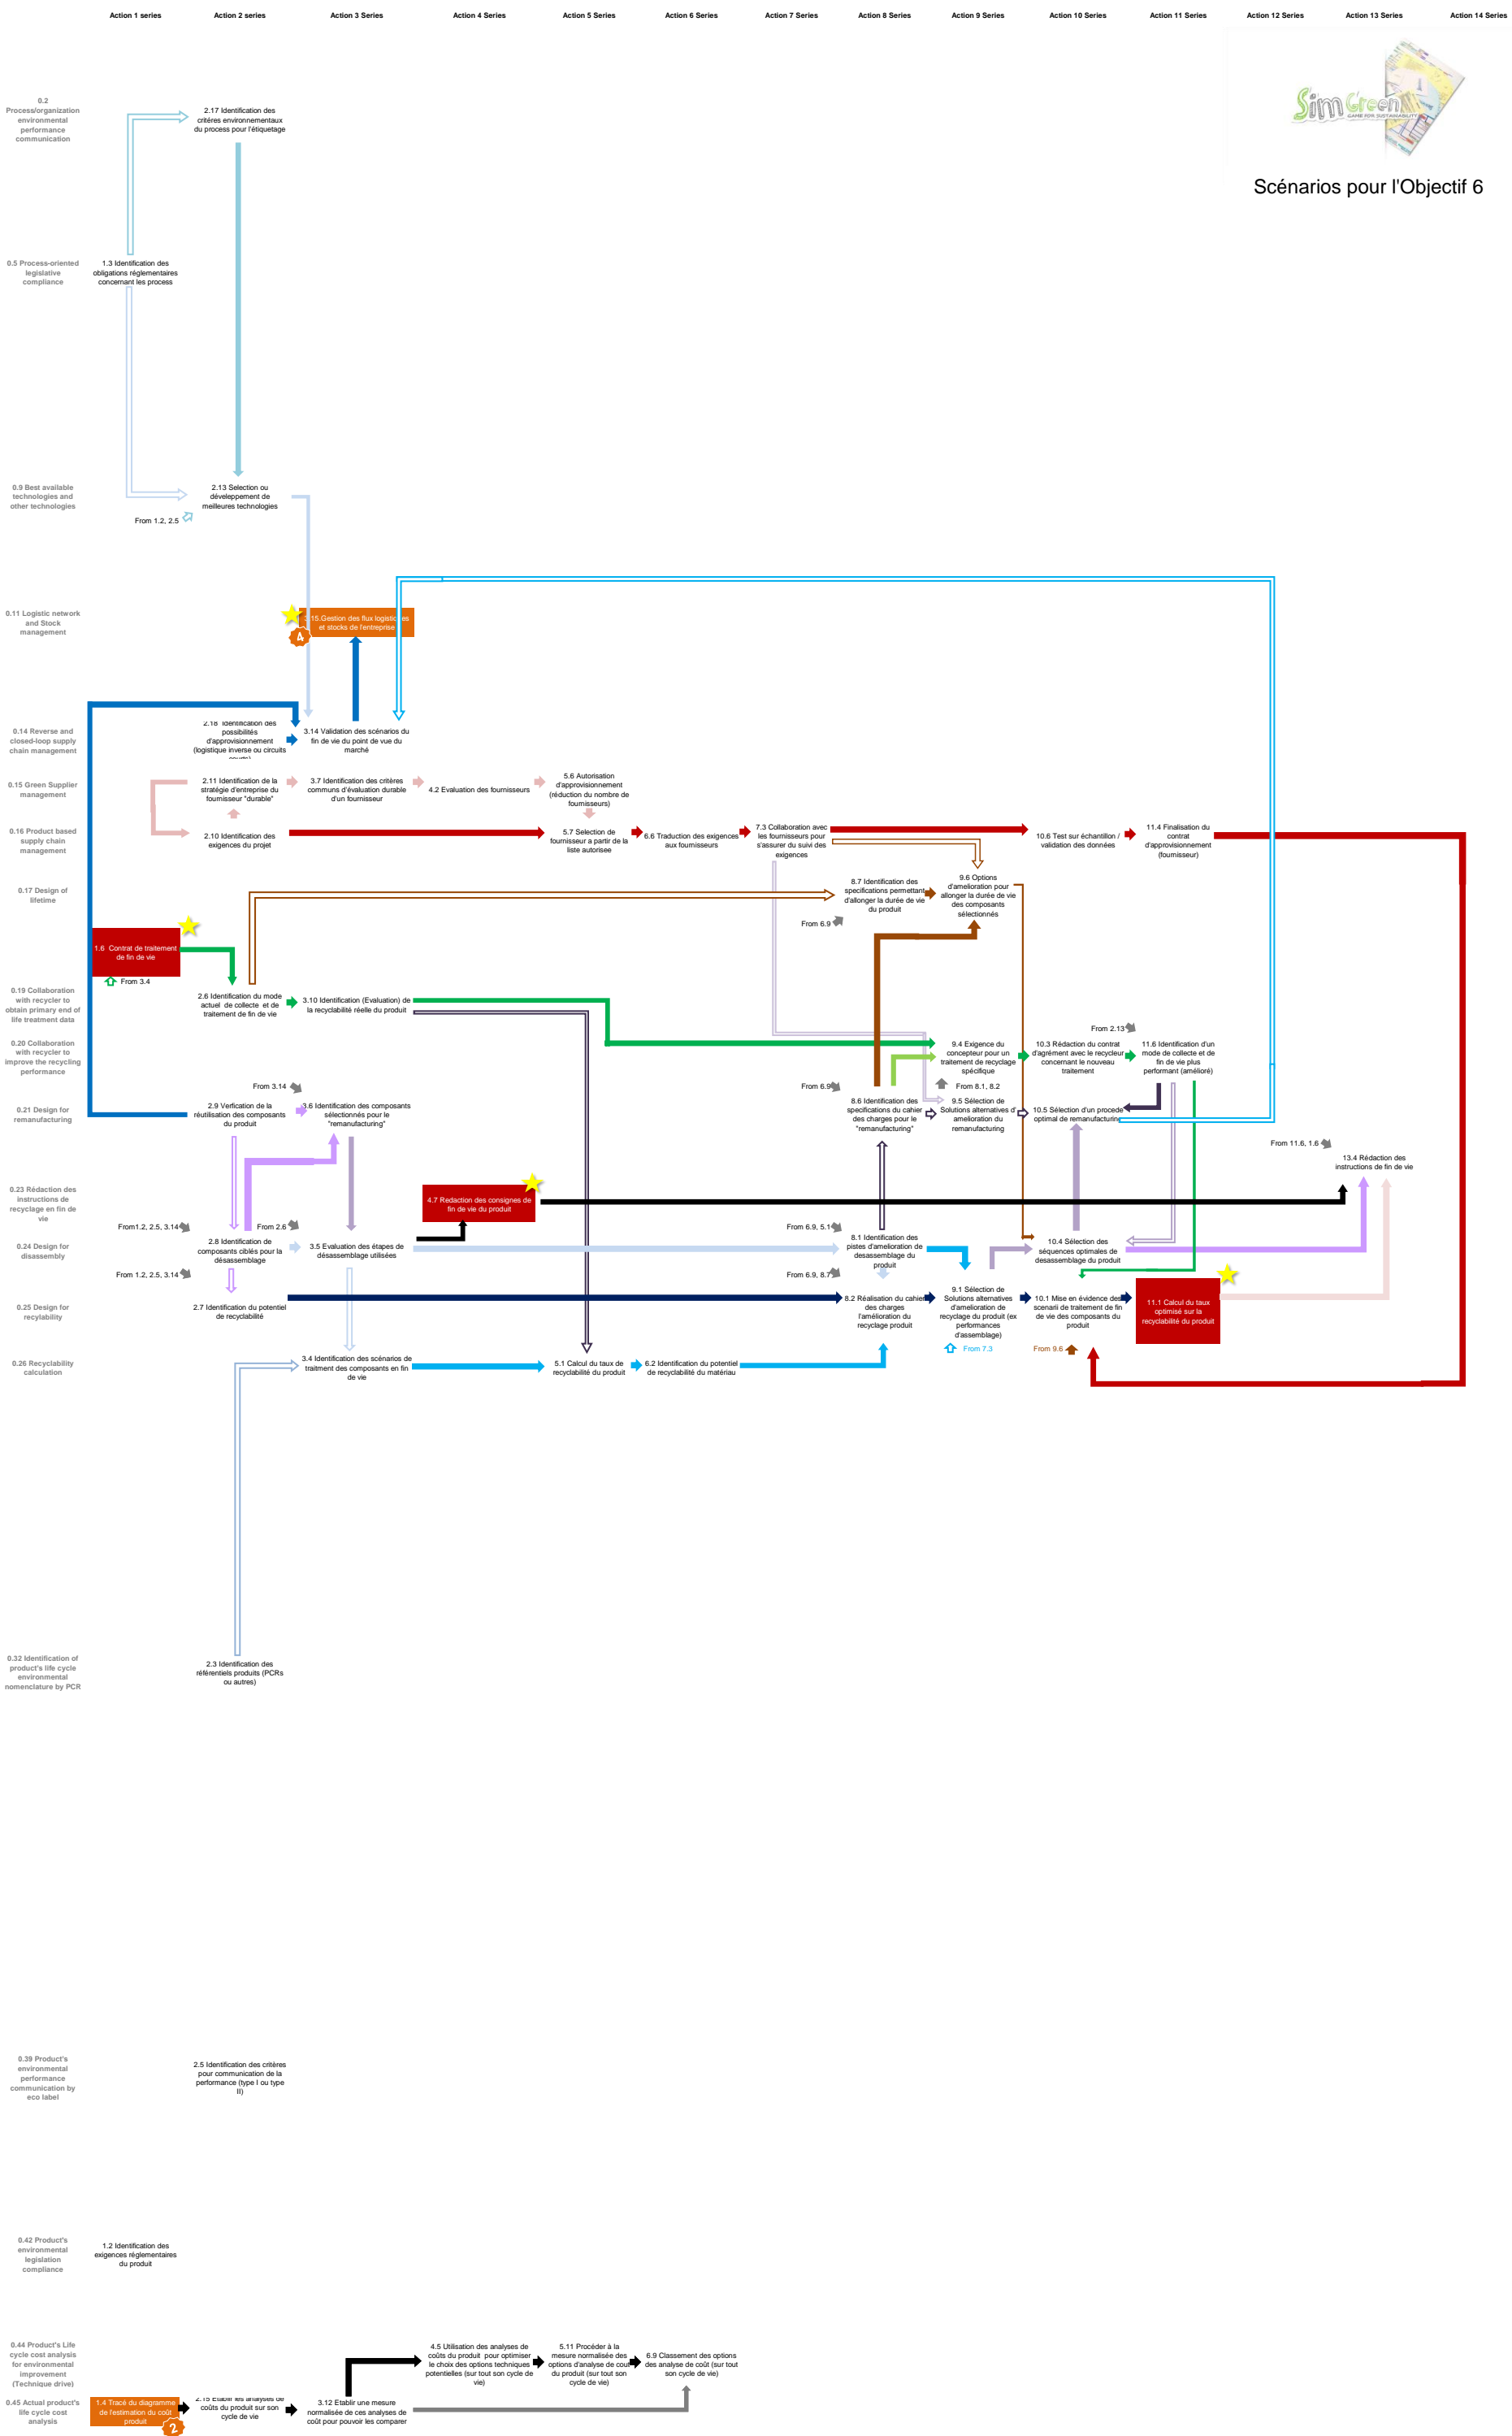 Action 1 series
Action 2 series
Action 3 Series
Action 4 Series
Action 5 Series
Action 6 Series
Action 7 Series
Action 8 Series
Action 9 Series
Action 10 Series
Action 11 Series
Action 12 Series
Action 13 Series
Action 14 Series
SimGreen
GAME FOR SUSTAINABILITY
Scénarios pour l'Objectif 6
0.2
Process/organization
environmental
performance
communication
2.17 Identification des
critères environnementaux
du process pour l'étiquetage
0.5 Process-oriented
legislative
compliance
1.3 Identification des
obligations réglementaires
concernant les process
0.9 Best available
technologies and
other technologies
2.13 Selection ou
développement de
meilleures technologies
From 1.2, 2.5
0.11 Logistic network
and Stock
management
3.15.Gestion des flux logistiques
et stocks de l'entreprise
4
0.14 Reverse and
closed-loop supply
chain management
2.18 Identification des
possibilités
d'approvisionnement
(logistique inverse ou circuits
courts)
3.14 Validation des scénarios du
fin de vie du point de vue du
marché
0.15 Green Supplier
management
2.11 Identification de la
stratégie d'entreprise du
fournisseur "durable"
3.7 Identification des critères
communs d'évaluation durable
d'un fournisseur
4.2 Evaluation des fournisseurs
5.6 Autorisation
d'approvisionnement
(réduction du nombre de
fournisseurs)
0.16 Product based
supply chain
management
2.10 Identification des
exigences du projet
5.7 Selection de
fournisseur a partir de la
liste autorisee
6.6 Traduction des exigences
aux fournisseurs
7.3 Collaboration avec
les fournisseurs pour
s'assurer du suivi des
exigences
10.6 Test sur échantillon /
validation des données
11.4 Finalisation du
contrat
d'approvisionnement
(fournisseur)
0.17 Design of
lifetime
8.7 Identification des
specifications permettant
d'allonger la durée de vie
du produit
From 6.9
9.6 Options
d'amelioration pour
allonger la durée de vie
des composants
sélectionnés
1.6 Contrat de traitement
de fin de vie
From 3.4
0.19 Collaboration
with recycler to
obtain primary end of
life treatment data
2.6 Identification du mode
actuel de collecte et de
traitement de fin de vie
3.10 Identification (Evaluation) de
la recyclabilité réelle du produit
0.20 Collaboration
with recycler to
improve the recycling
performance
9.4 Exigence du
concepteur pour un
traitement de recyclage
spécifique
10.3 Rédaction du contrat
d'agrément avec le recycleur
concernant le nouveau
traitement
From 2.13
11.6 Identification d'un
mode de collecte et de
fin de vie plus
performant (amélioré)
0.21 Design for
remanufacturing
2.9 Verfication de la
réutilisation des composants
du produit
From 3.14
3.6 Identification des composants
sélectionnés pour le
"remanufacturing"
From 6.9
8.6 Identification des
specifications du cahier
des charges pour le
"remanufacturing"
From 8.1, 8.2
9.5 Sélection de
Solutions alternatives d'
amelioration du
remanufacturing
10.5 Sélection d'un procede
optimal de remanufacturing
From 11.6, 1.6
13.4 Rédaction des
instructions de fin de vie
0.23 Rédaction des
instructions de
recyclage en fin de
vie
4.7 Redaction des consignes de
fin de vie du produit
0.24 Design for
disassembly
From1.2, 2.5, 3.14
2.8 Identification de
composants ciblés pour la
désassemblage
From 2.6
3.5 Evaluation des étapes de
désassemblage utilisées
From 6.9, 5.1
8.1 Identification des
pistes d'amelioration de
desassemblage du
produit
10.4 Sélection des
séquences optimales de
desassemblage du produit
0.25 Design for
recylability
From 1.2, 2.5, 3.14
2.7 Identification du potentiel
de recyclabilité
From 6.9, 8.7
8.2 Réalisation du cahier
des charges
l'amélioration du
recyclage produit
9.1 Sélection de
Solutions alternatives
d'amelioration de
recyclage du produit (ex
performances
d'assemblage)
From 7.3
10.1 Mise en évidence des
scenarii de traitement de fin
de vie des composants du
produit
From 9.6
11.1 Calcul du taux
optimisé sur la
recyclabilité du produit
0.26 Recyclability
calculation
3.4 Identification des scénarios de
traitment des composants en fin
de vie
5.1 Calcul du taux de
recyclabilité du produit
6.2 Identification du potentiel
de recyclabilité du matériau
0.32 Identification of
product's life cycle
environmental
nomenclature by PCR
2.3 Identification des
référentiels produits (PCRs
ou autres)
0.39 Product's
environmental
performance
communication by
eco label
2.5 Identification des critères
pour communication de la
performance (type I ou type
II)
0.42 Product's
environmental
legislation
compliance
1.2 Identification des
exigences réglementaires
du produit
0.44 Product's Life
cycle cost analysis
for environmental
improvement
(Technique drive)
4.5 Utilisation des analyses de
coûts du produit pour optimiser
le choix des options techniques
potentielles (sur tout son cycle de
vie)
5.11 Procéder à la
mesure normalisée des
options d'analyse de cout
du produit (sur tout son
cycle de vie)
6.9 Classement des options
des analyse de coût (sur tout
son cycle de vie)
0.45 Actual product's
life cycle cost
analysis
1.4 Tracé du diagramme
de l'estimation du coût
produit
2
2.15 Etablir les analyses de
coûts du produit sur son
cycle de vie
3.12 Etablir une mesure
normalisée de ces analyses de
coût pour pouvoir les comparer